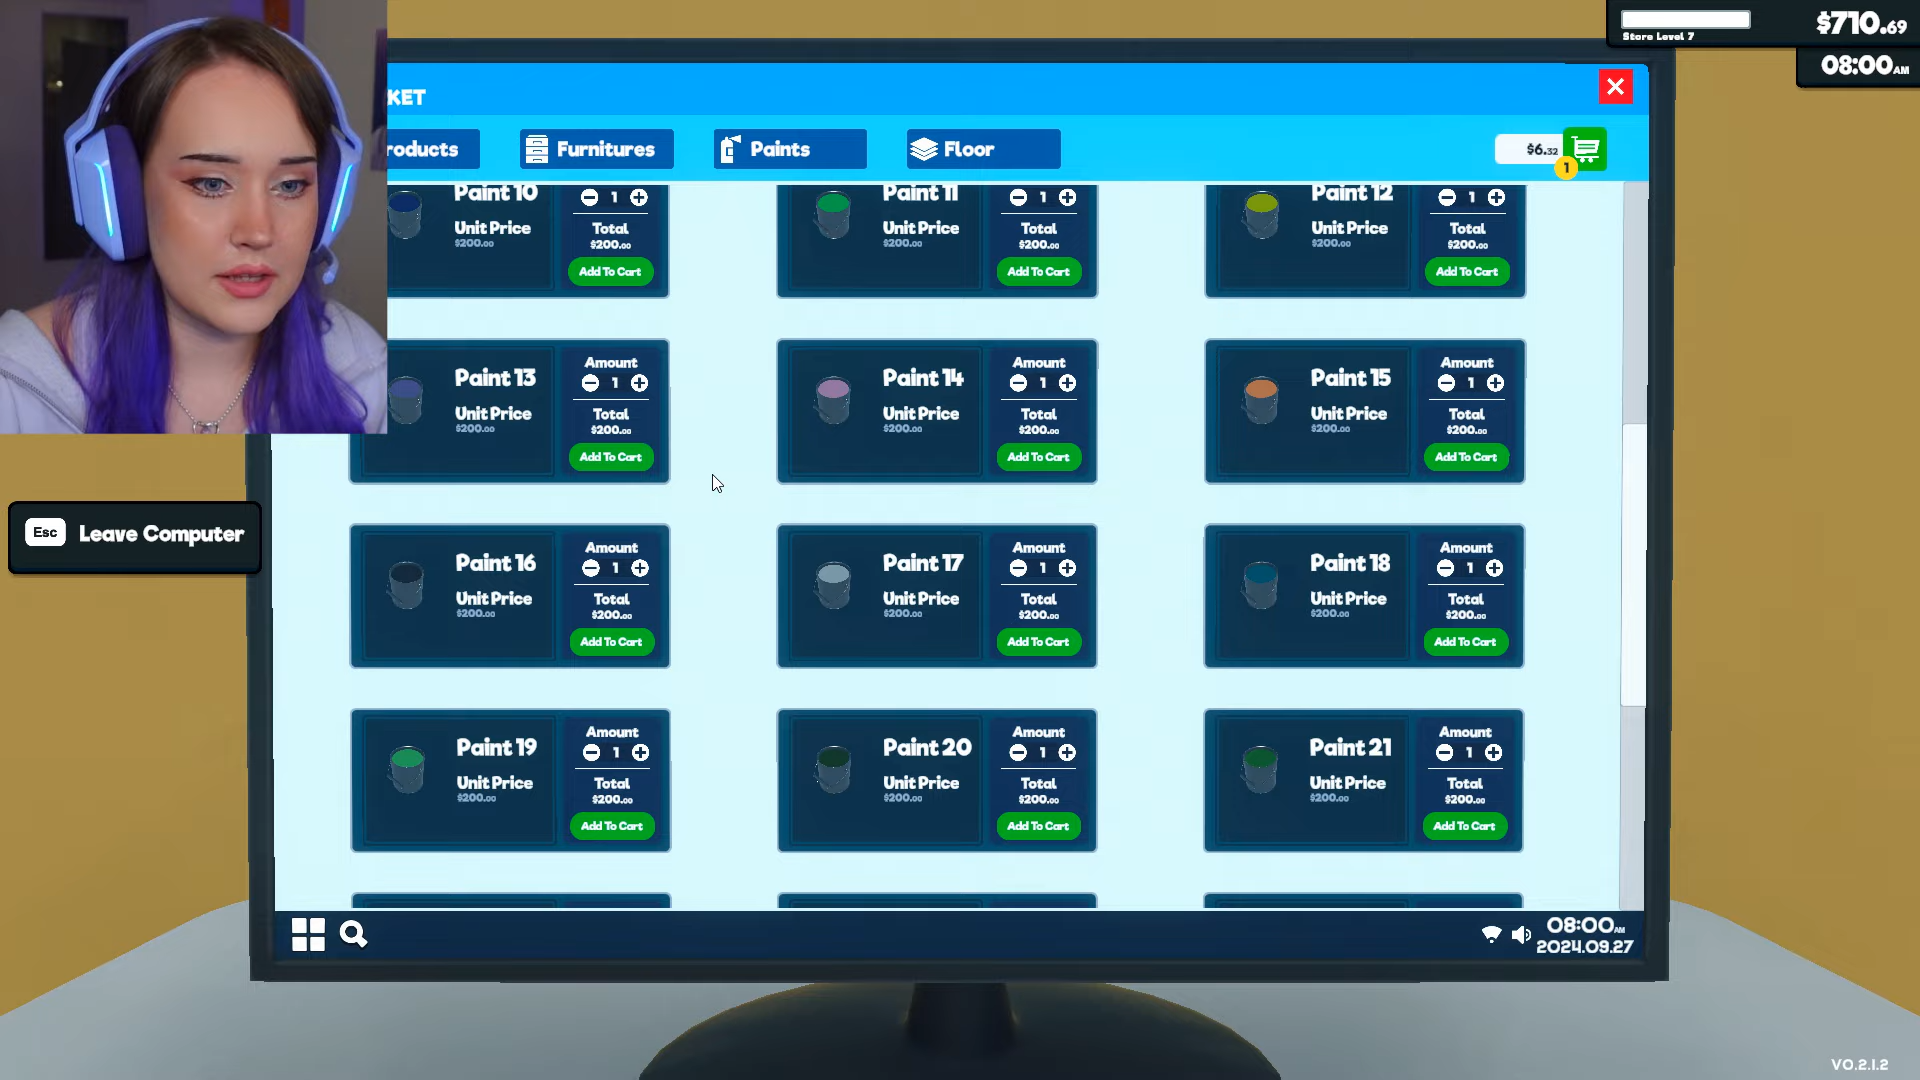 $710.69
Store Level 7
08:00AM
KET
roducts
Furnitures
Paints
Floor
$6.32
1
Paint 10
1
Unit Price
$200.00
Total
$200.00
Add To Cart
Paint 11
1
Unit Price
$200.00
Total
$200.00
Add To Cart
Paint 12
1
Unit Price
$200.00
Total
$200.00
Add To Cart
Paint 13
Amount
1
Unit Price
$200.00
Total
$200.00
Add To Cart
Paint 14
Amount
1
Unit Price
$200.00
Total
$200.00
Add To Cart
Paint 15
Amount
1
Unit Price
$200.00
Total
$200.00
Add To Cart
Esc Leave Computer
Paint 16
Amount
1
Unit Price
$200.00
Total
$200.00
Add To Cart
Paint 17
Amount
1
Unit Price
$200.00
Total
$200.00
Add To Cart
Paint 18
Amount
1
Unit Price
$200.00
Total
$200.00
Add To Cart
Paint 19
Amount
1
Unit Price
$200.00
Total
$200.00
Add To Cart
Paint 20
Amount
1
Unit Price
$200.00
Total
$200.00
Add To Cart
Paint 21
Amount
1
Unit Price
$200.00
Total
$200.00
Add To Cart
08:00AM
2024.09.27
V0.2.1.2